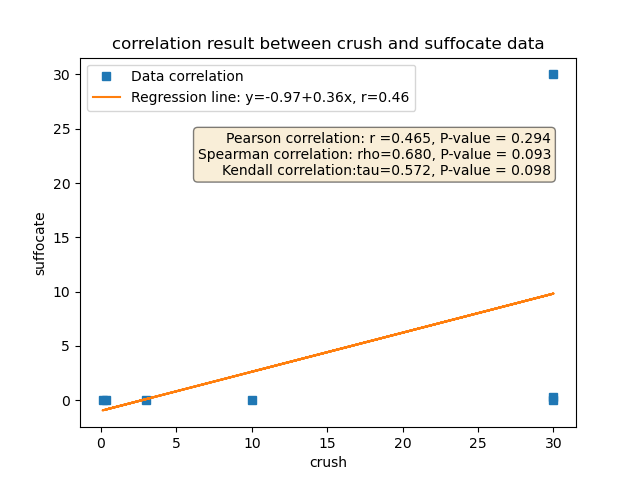 correlation result between crush and suffocate data
Data correlation
Regression line: y=-0.97+0.36x, r=0.46
Pearson correlation: r =0.465, P-value = 0.294
Spearman correlation: rho=0.680, P-value = 0.093
Kendall correlation:tau=0.572, P-value = 0.098
30
25
20
15
10
5
0
suffocate
0 5 10 15 20 25 30
crush